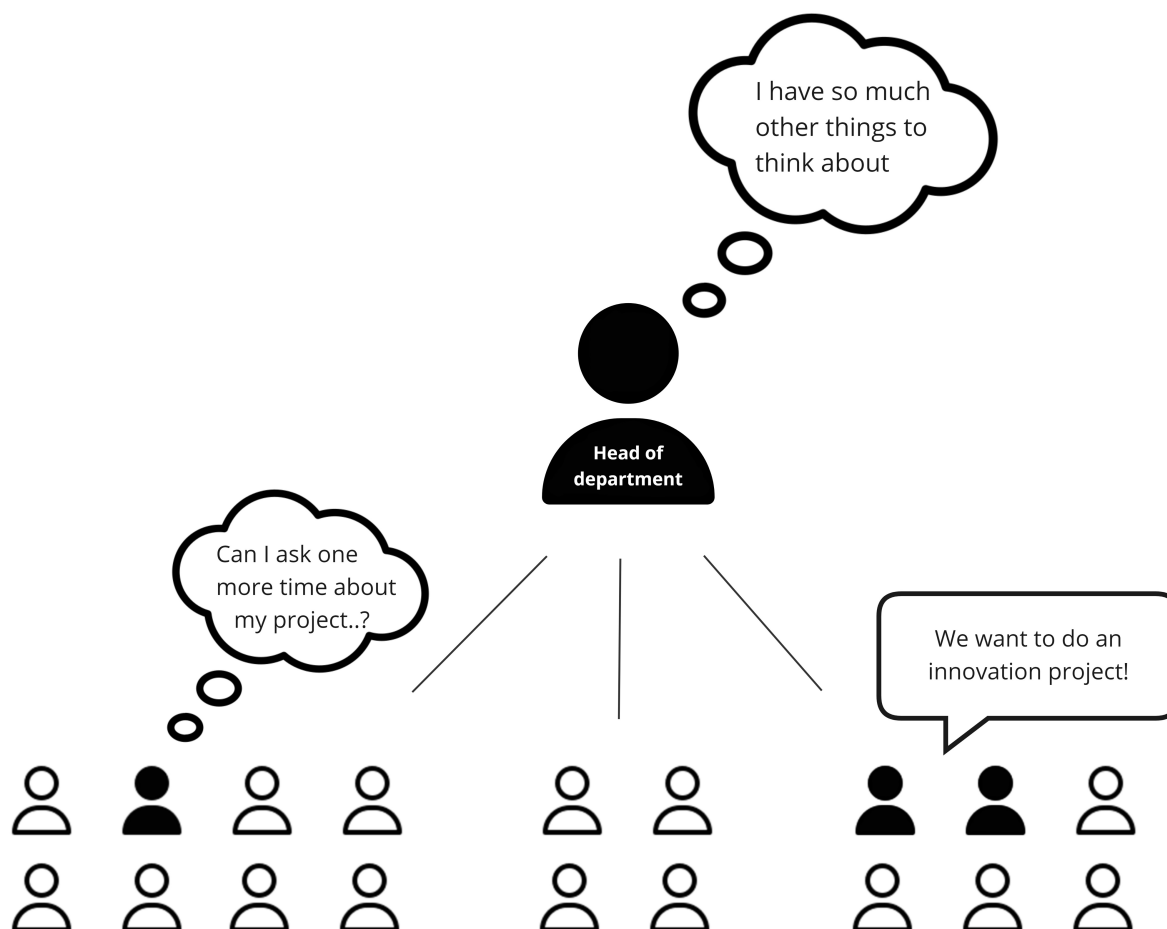 I have so much
other things to
think about
Head of
department
Can I ask one
more time about
my project..?
We want to do an
innovation project!